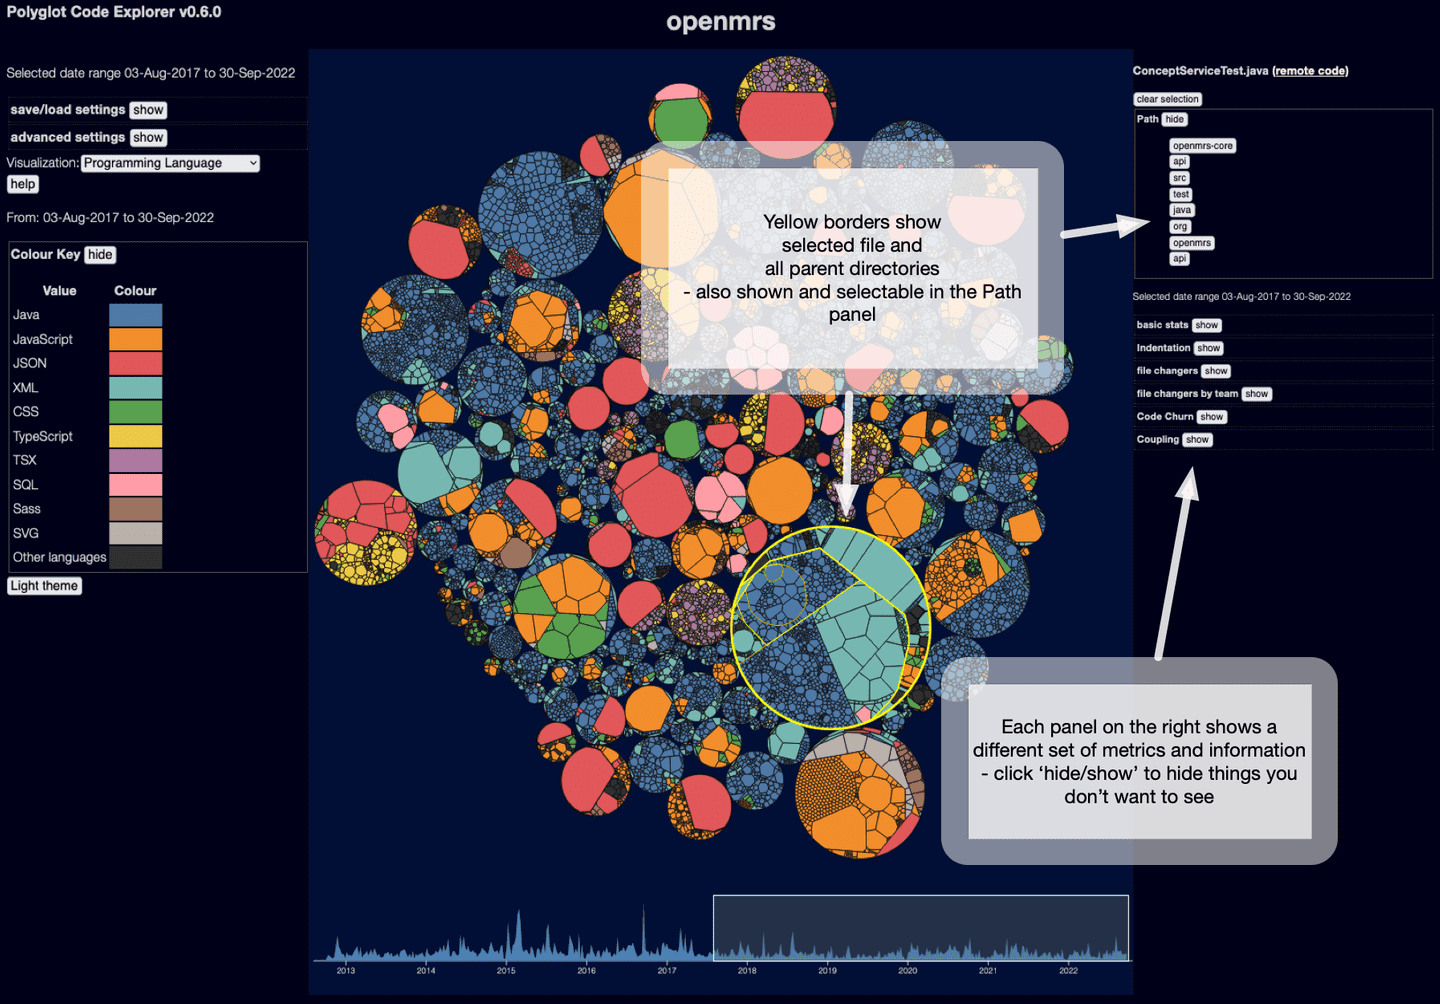 Polyglot Code Explorer v0.6.0
openmrs
Selected date range 03-Aug-2017 to 30-Sep-2022
save/load settings show
advanced settings show
Visualization: Programming Language
help
From: 03-Aug-2017 to 30-Sep-2022
Colour Key hide
Value Colour
Java
JavaScript
JSON
XML
CSS
TypeScript
TSX
SQL
Sass
SVG
Other languages
Light theme
Yellow borders show
selected file and
all parent directories
- also shown and selectable in the Path
panel
ConceptServiceTest.java (remote code)
clear selection
Path hide
openmrs-core
api
src
test
java
org
openmrs
api
Selected date range 03-Aug-2017 to 30-Sep-2022
basic stats show
Indentation show
file changers show
file changers by team show
Code Churn show
Coupling show
Each panel on the right shows a
different set of metrics and information
- click ‘hide/show’ to hide things you
don’t want to see
2013 2014 2015 2016 2017 2018 2019 2020 2021 2022